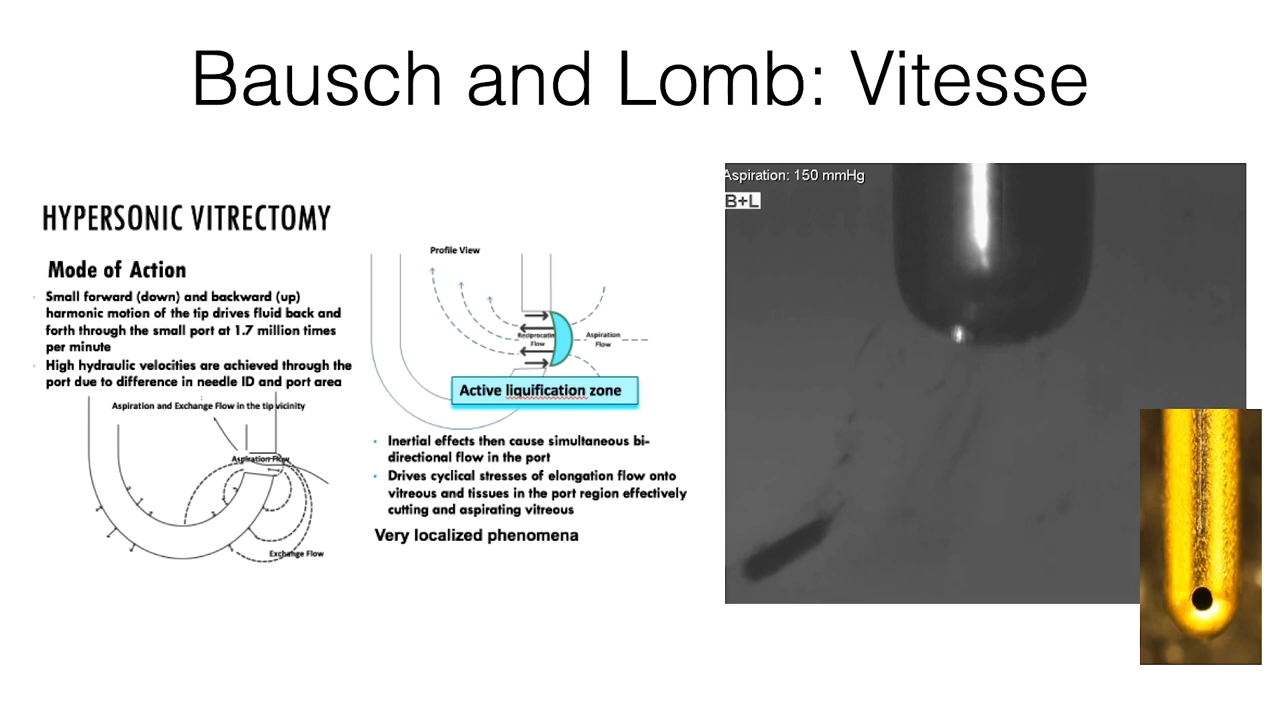 Bausch and Lomb: Vitesse
HYPERSONIC VITRECTOMY
Mode of Action
Small forward (down) and backward (up)
harmonic motion of the tip drives fluid back and
forth through the small port at 1.7 million times
per minute
High hydraulic velocities are achieved through the
port due to difference in needle ID and port area
Aspiration and Exchange Flow in the tip vicinity
Aspiration Flow
Exchange Flow
Profile View
Reciprocatin
Flow
Aspiration
Flow
Active liquification zone
• Inertial effects then cause simultaneous bi-
directional flow in the port
• Drives cyclical stresses of elongation flow onto
vitreous and tissues in the port region effectively
cutting and aspirating vitreous
Very localized phenomena
Aspiration: 150 mmHg
B+L